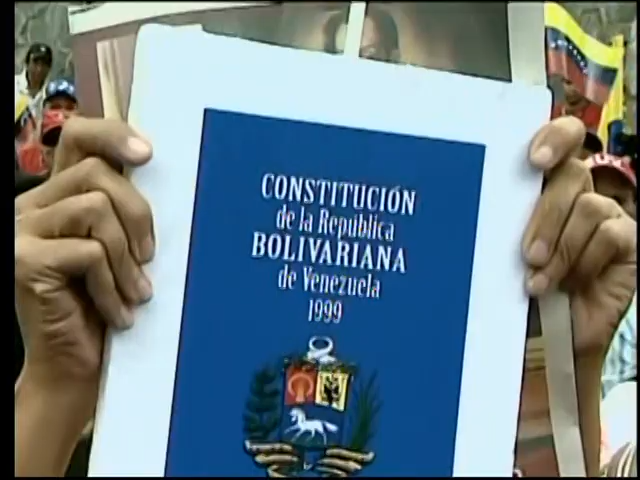 CONSTITUCIÓN
de la República
BOLIVARIANA
de Venezuela
1999